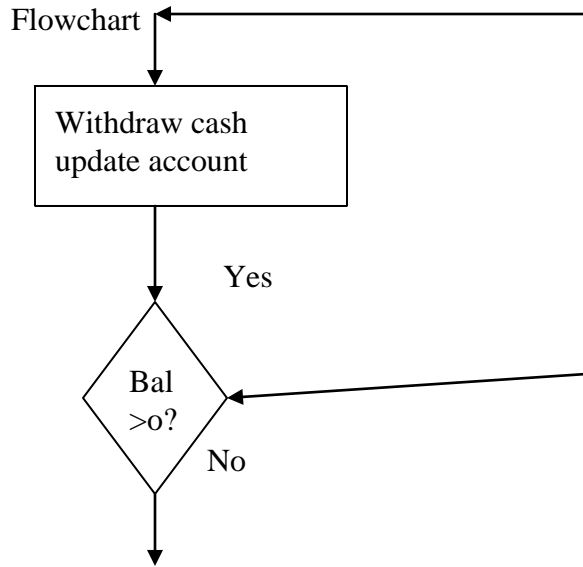 Flowchart
Withdraw cash
update account
Yes
Bal
>o?
No